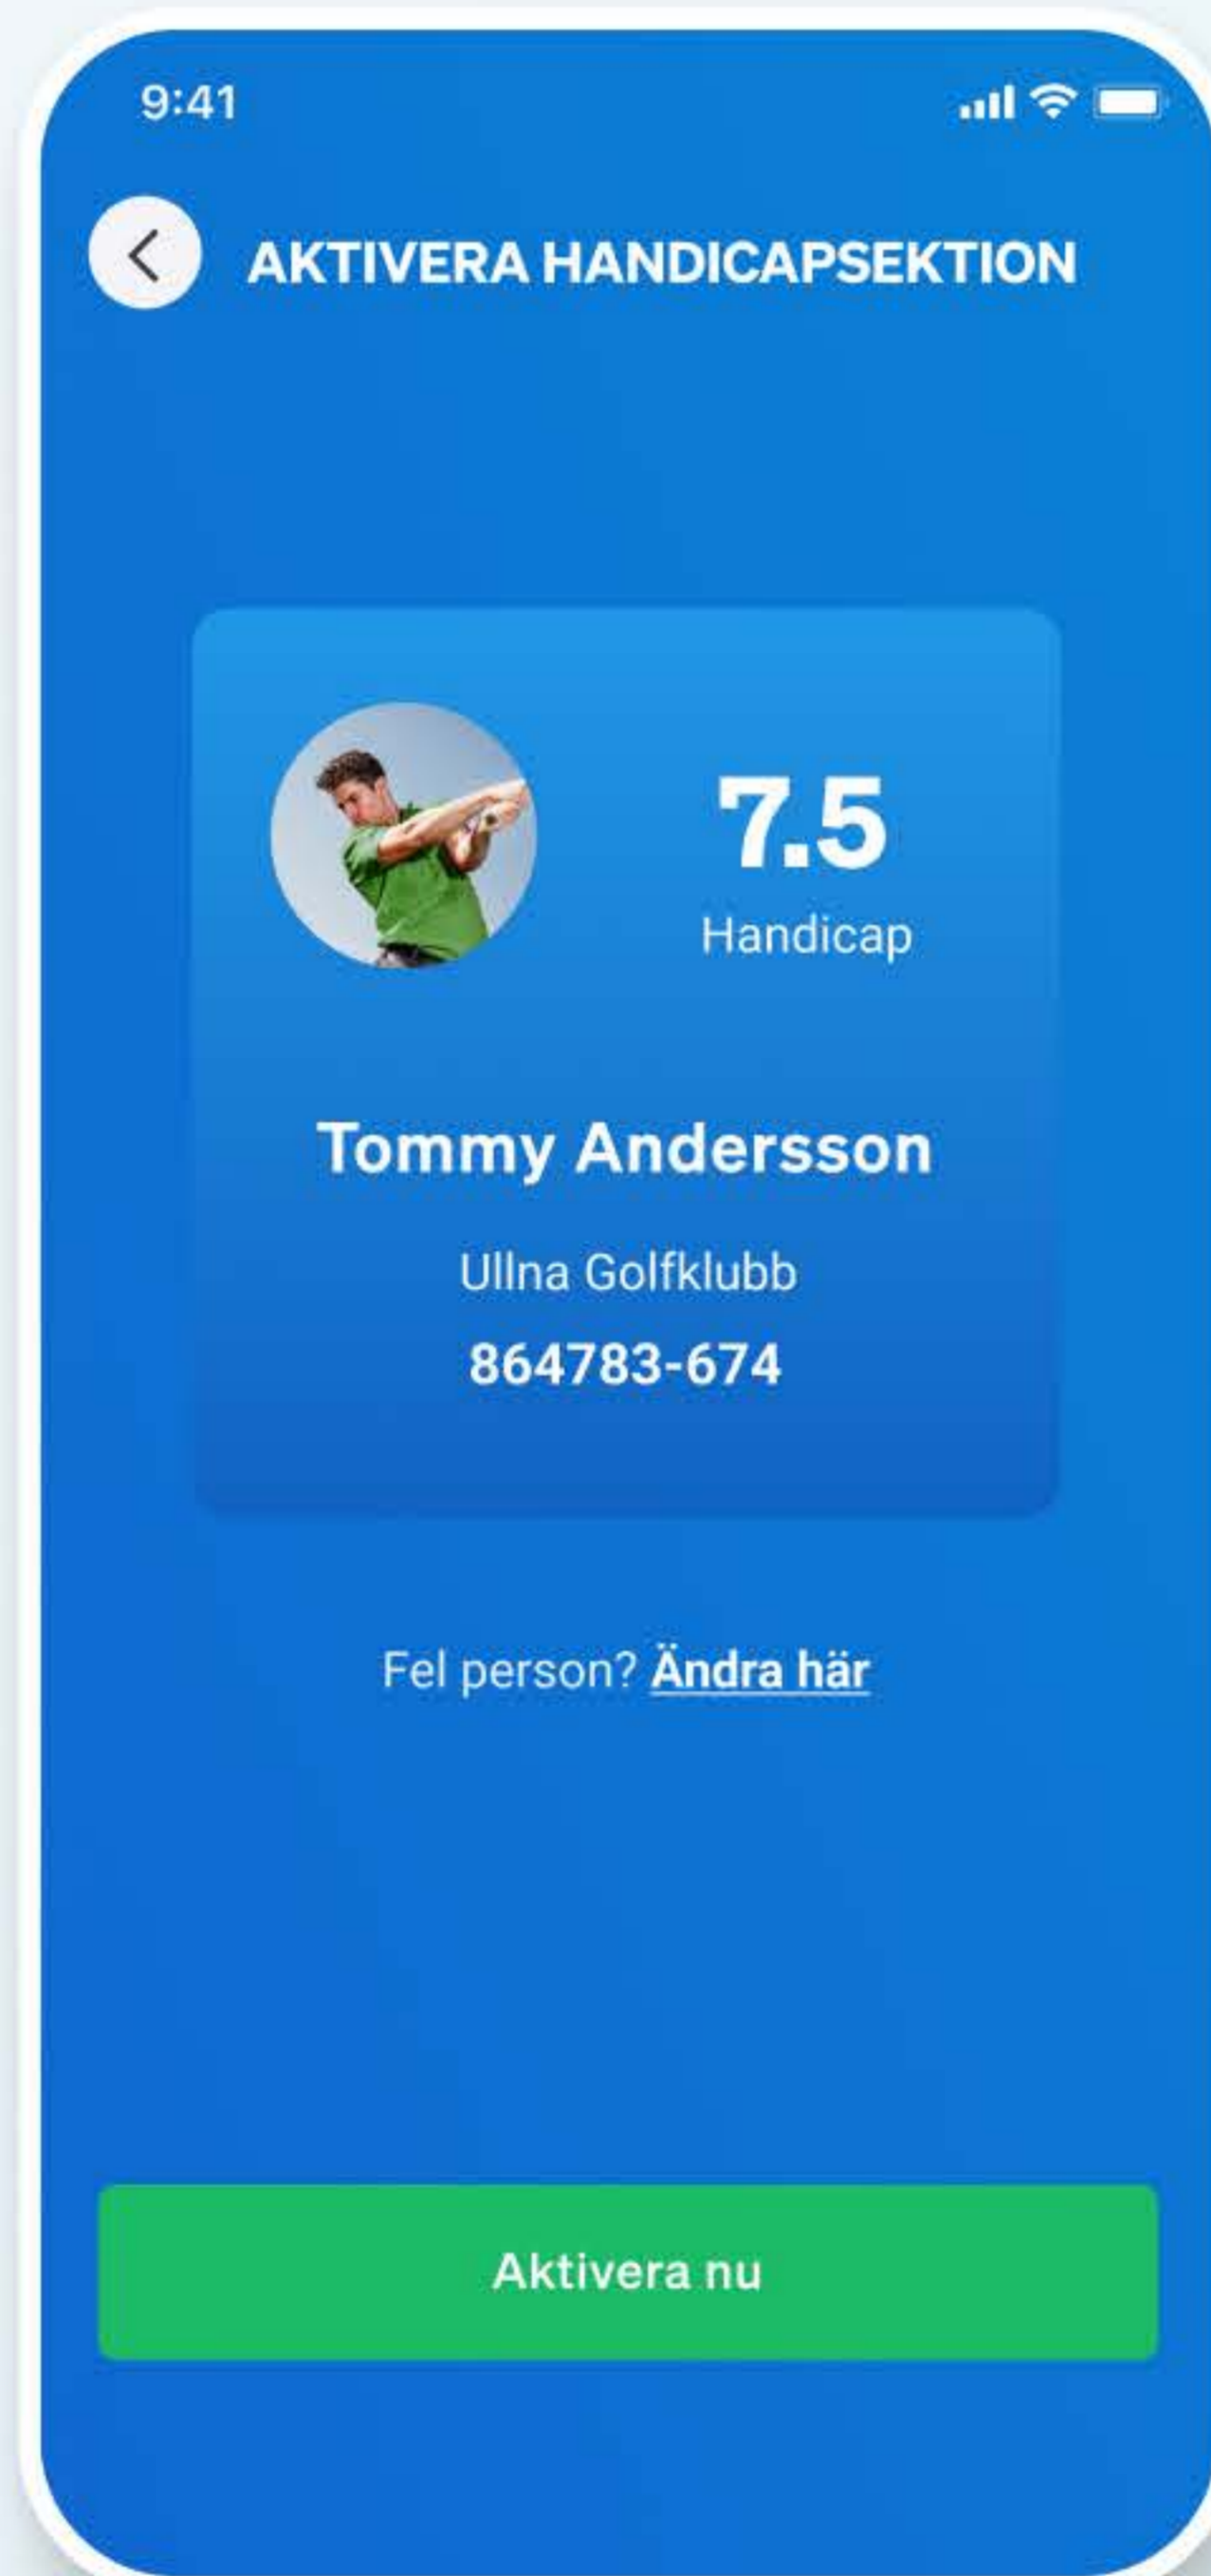 9:41
AKTIVERA HANDICAPSEKTION
7.5
Handicap
Tommy Andersson
Ullna Golfklubb
864783-674
Fel person? Ändra här
Aktivera nu